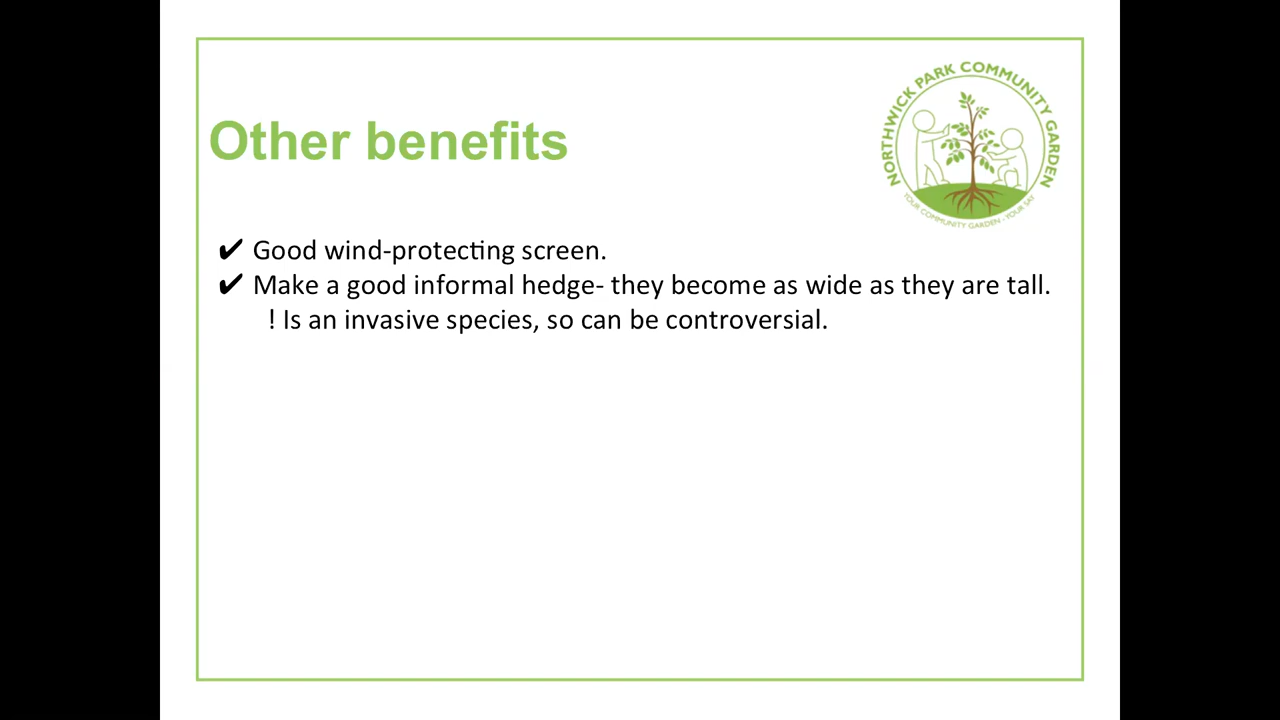 NORTHWICK PARK COMMUNITY GARDEN
Other benefits
YOUR COMMUNITY GARDEN - YOUR SAY
✔ Good wind-protecting screen.
✔ Make a good informal hedge- they become as wide as they are tall.
! Is an invasive species, so can be controversial.